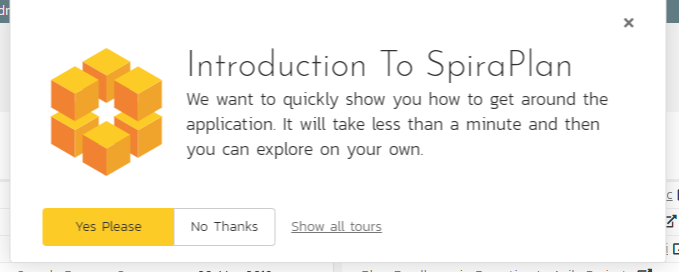 ×
Introduction To SpiraPlan
We want to quickly show you how to get around the
application. It will take less than a minute and then
you can explore on your own.
Yes Please No Thanks Show all tours